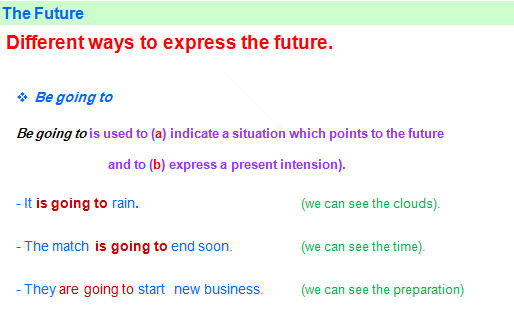 The Future
Different ways to express the future.
❖ Be going to
Be going to is used to (a) indicate a situation which points to the future
and to (b) express a present intension).
- It is going to rain. (we can see the clouds).
- The match is going to end soon. (we can see the time).
- They are going to start new business. (we can see the preparation)